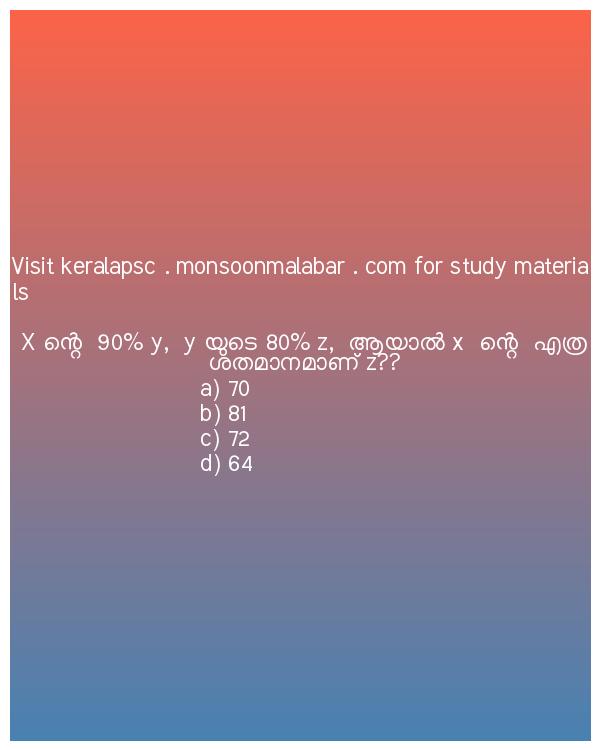 Visit keralapsc . monsoonmalabar . com for study materia
ls
X ന്റെ 90% y, y യുടെ 80% z, ആയാൽ x ന്റെ എത്ര
ശതമാനമാണ് z??
a) 70
b) 81
c) 72
d) 64